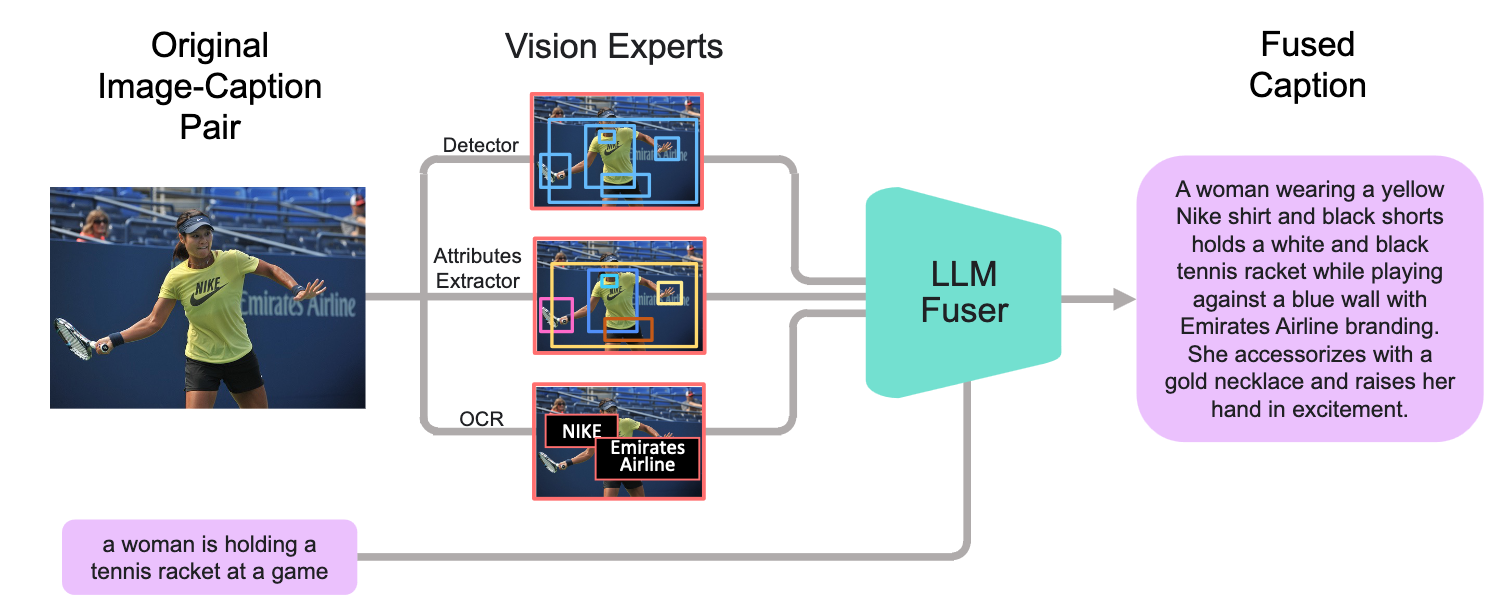 Original
Image-Caption
Pair
Vision Experts
Fused
Caption
Detector
Attributes
Extractor
OCR
NIKE
Emirates Airline
Emirates Airline
NIKE
Emirates
Airline
LLM
Fuser
a woman is holding a
tennis racket at a game
A woman wearing a yellow
Nike shirt and black shorts
holds a white and black
tennis racket while playing
against a blue wall with
Emirates Airline branding.
She accessorizes with a
gold necklace and raises her
hand in excitement.